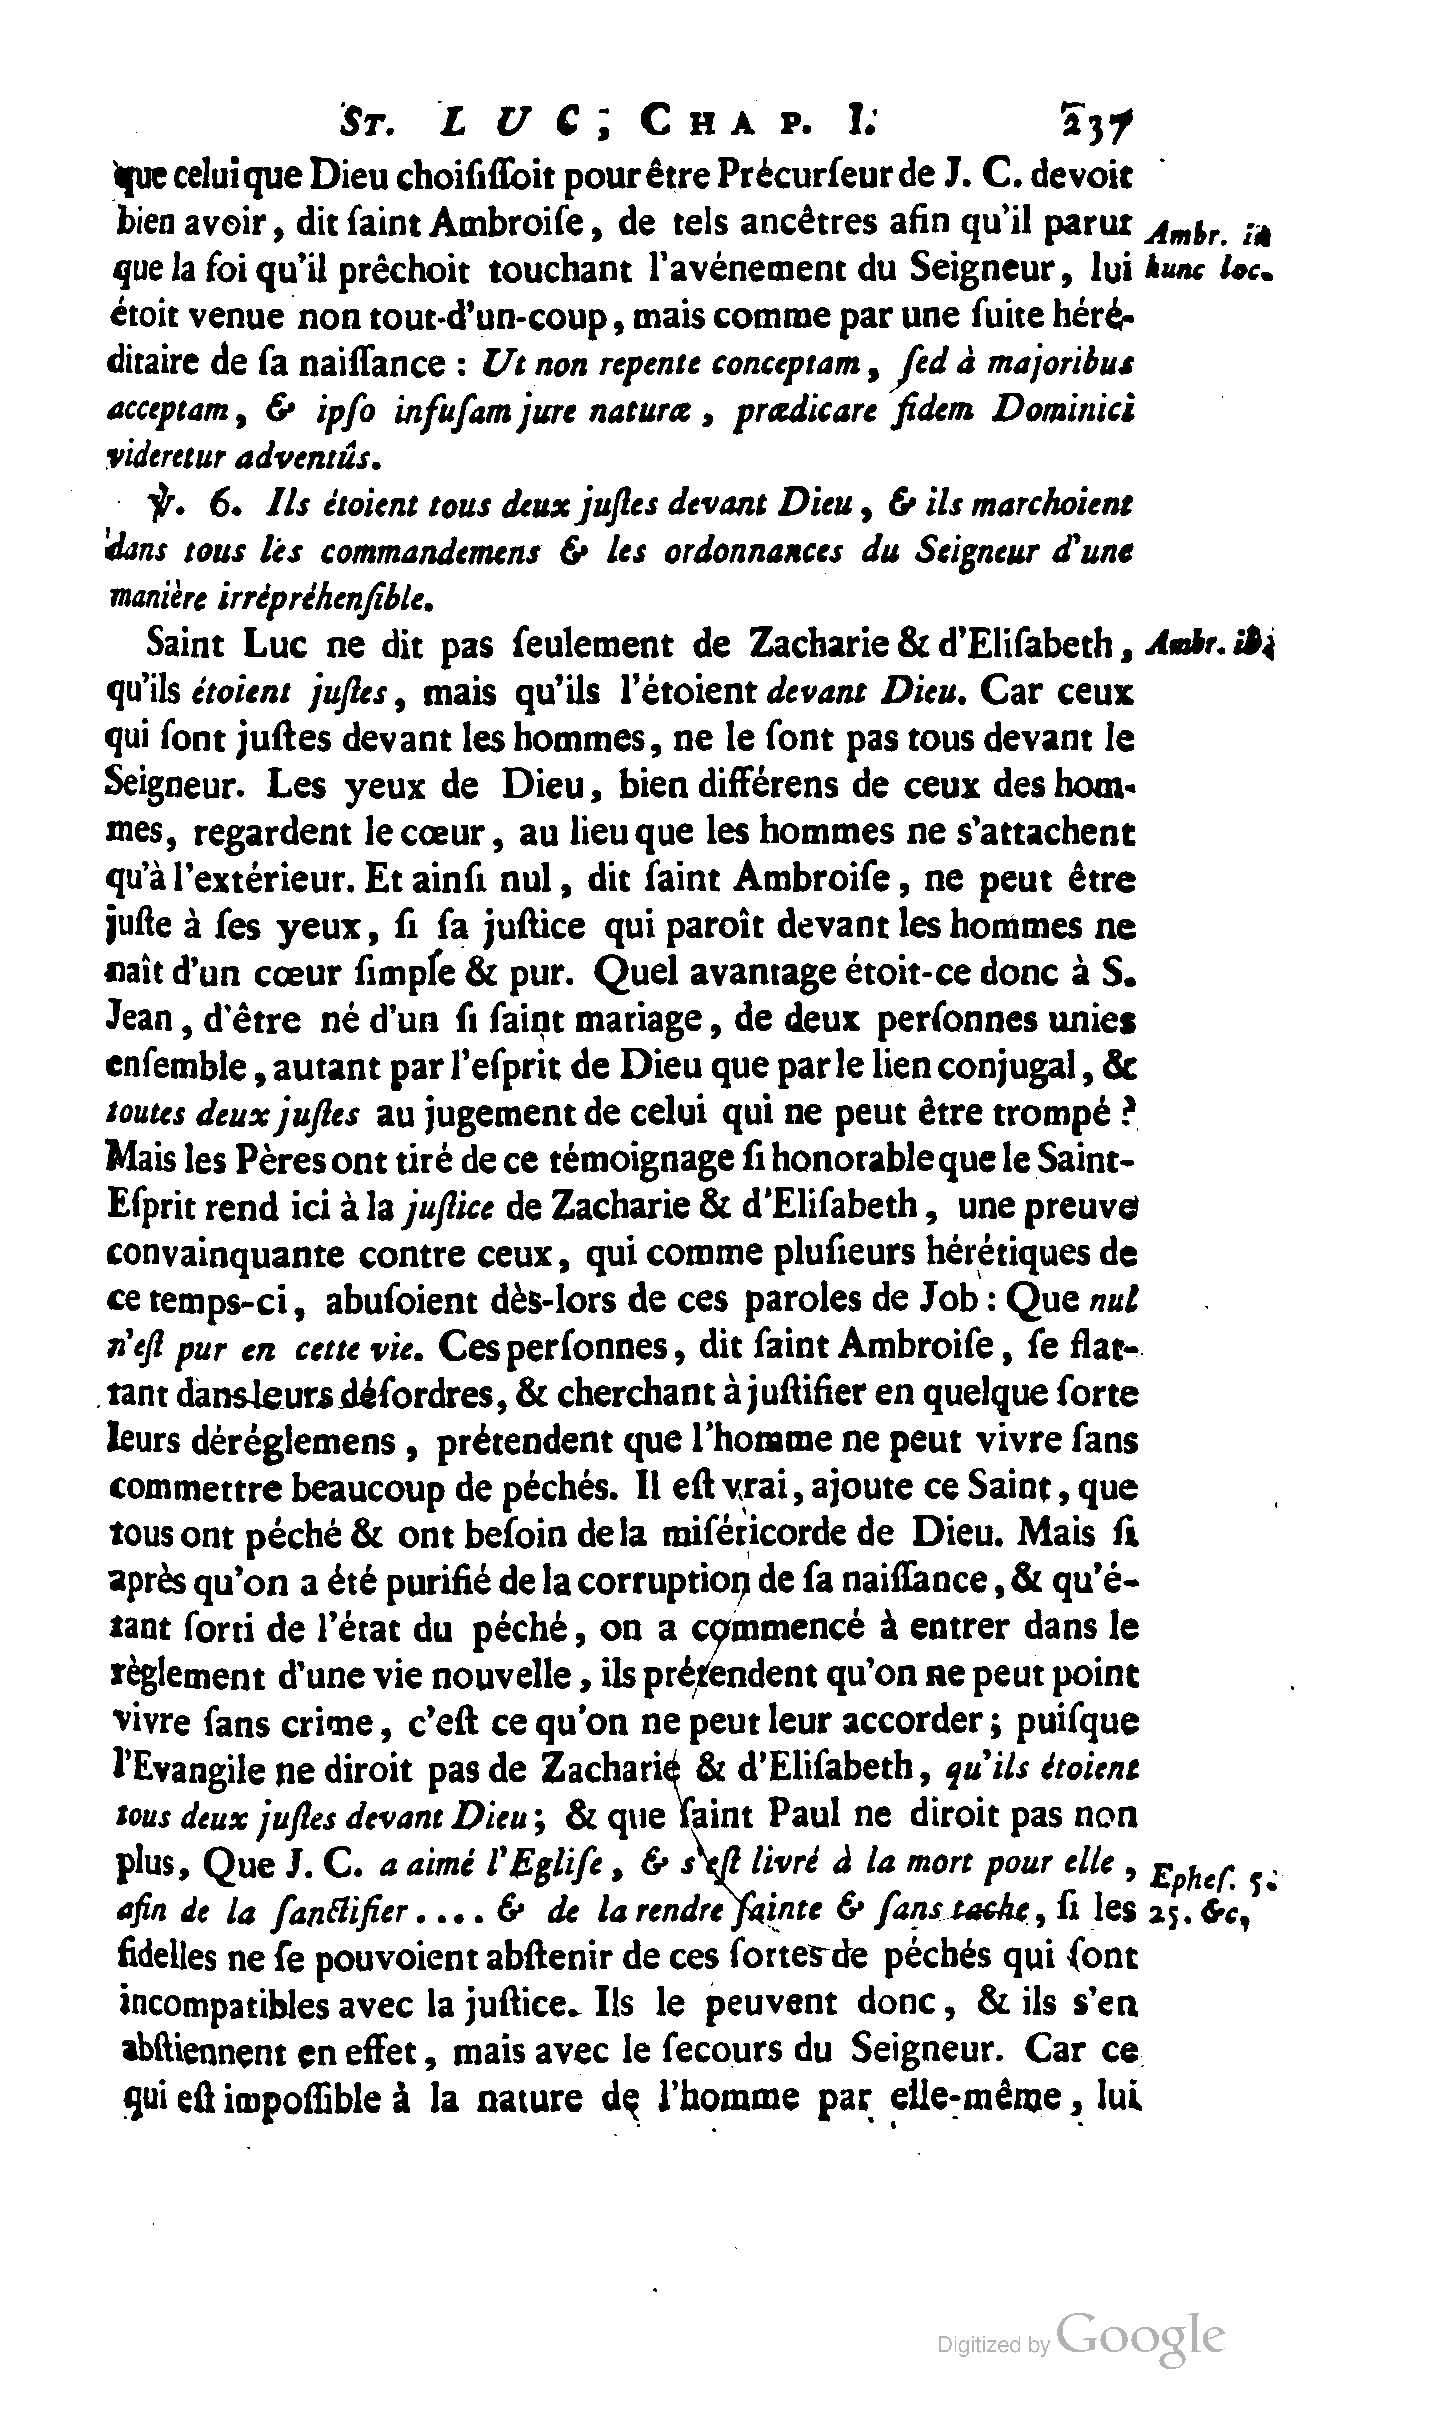 ST. LUC, CHAP. I. 237
que celui que Dieu choiſiſſoit pour être Précurſeur de J. C. devoit
bien avoir, dit ſaint Ambroiſe, de tels ancêtres afin qu'il parut
Ambr. in
que la foi qu'il prêchoit touchant l'avénement du Seigneur, lui
hunc loc.
étoit venue non tout-d'un-coup, mais comme par une ſuite héré-
ditaire de ſa naiſſance : Ut non repente conceptam, ſed à majoribus
acceptam, & ipſo infuſam jure naturæ, prædicare fidem Dominici
videretur adventûs.
℣. 6. Ils étoient tous deux juſtes devant Dieu, & ils marchoient
dans tous les commandemens & les ordonnances du Seigneur d'une
manière irrépréhenſible.
Saint Luc ne dit pas ſeulement de Zacharie & d'Eliſabeth,
Ambr. ibi
qu'ils étoient juſtes, mais qu'ils l'étoient devant Dieu. Car ceux
qui ſont juſtes devant les hommes, ne le ſont pas tous devant le
Seigneur. Les yeux de Dieu, bien différens de ceux des hom-
mes, regardent le cœur, au lieu que les hommes ne s'attachent
qu'à l'extérieur. Et ainſi nul, dit ſaint Ambroiſe, ne peut être
juſte à ſes yeux, ſi ſa juſtice qui paroît devant les hommes ne
naît d'un cœur ſimple & pur. Quel avantage étoit-ce donc à S.
Jean, d'être né d'un ſi ſaint mariage, de deux perſonnes unies
enſemble, autant par l'eſprit de Dieu que par le lien conjugal, &
toutes deux juſtes au jugement de celui qui ne peut être trompé ?
Mais les Pères ont tiré de ce témoignage ſi honorable que le Saint-
Eſprit rend ici à la juſtice de Zacharie & d'Eliſabeth, une preuve
convainquante contre ceux, qui comme pluſieurs hérétiques de
ce temps-ci, abuſoient dès-lors de ces paroles de Job : Que nul
n'eſt pur en cette vie. Ces perſonnes, dit ſaint Ambroiſe, ſe flat-
tant dans leurs déſordres, & cherchant à juſtifier en quelque ſorte
leurs déréglemens, prétendent que l'homme ne peut vivre ſans
commettre beaucoup de péchés. Il eſt vrai, ajoute ce Saint, que
tous ont péché & ont beſoin de la miſéricorde de Dieu. Mais ſi
après qu'on a été purifié de la corruption de ſa naiſſance, & qu'é-
tant ſorti de l'état du péché, on a commencé à entrer dans le
règlement d'une vie nouvelle, ils prétendent qu'on ne peut point
vivre ſans crime, c'eſt ce qu'on ne peut leur accorder; puiſque
l'Evangile ne diroit pas de Zacharie & d'Eliſabeth, qu'ils étoient
tous deux juſtes devant Dieu; & que ſaint Paul ne diroit pas non
plus, Que J. C. a aimé l'Egliſe, & s'eſt livré à la mort pour elle,
Epheſ. 5.
afin de la ſanctifier.... & de la rendre ſainte & ſans tache, ſi les
25. &c,
fidelles ne ſe pouvoient abſtenir de ces ſortes de péchés qui ſont
incompatibles avec la juſtice. Ils le peuvent donc, & ils s'en
abſtiennent en effet, mais avec le ſecours du Seigneur. Car ce
qui eſt impoſſible à la nature de l'homme par elle-même, lui
Digitized by Google